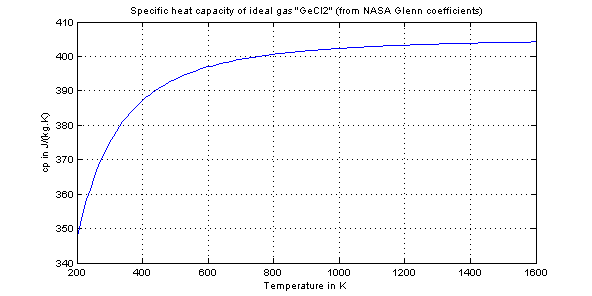 Specific heat capacity of ideal gas "GeCl2" (from NASA Glenn coefficients)
410
400
390
380
370
360
350
340
cp in J/(kg.K)
200 400 600 800 1000 1200 1400 1600
Temperature in K